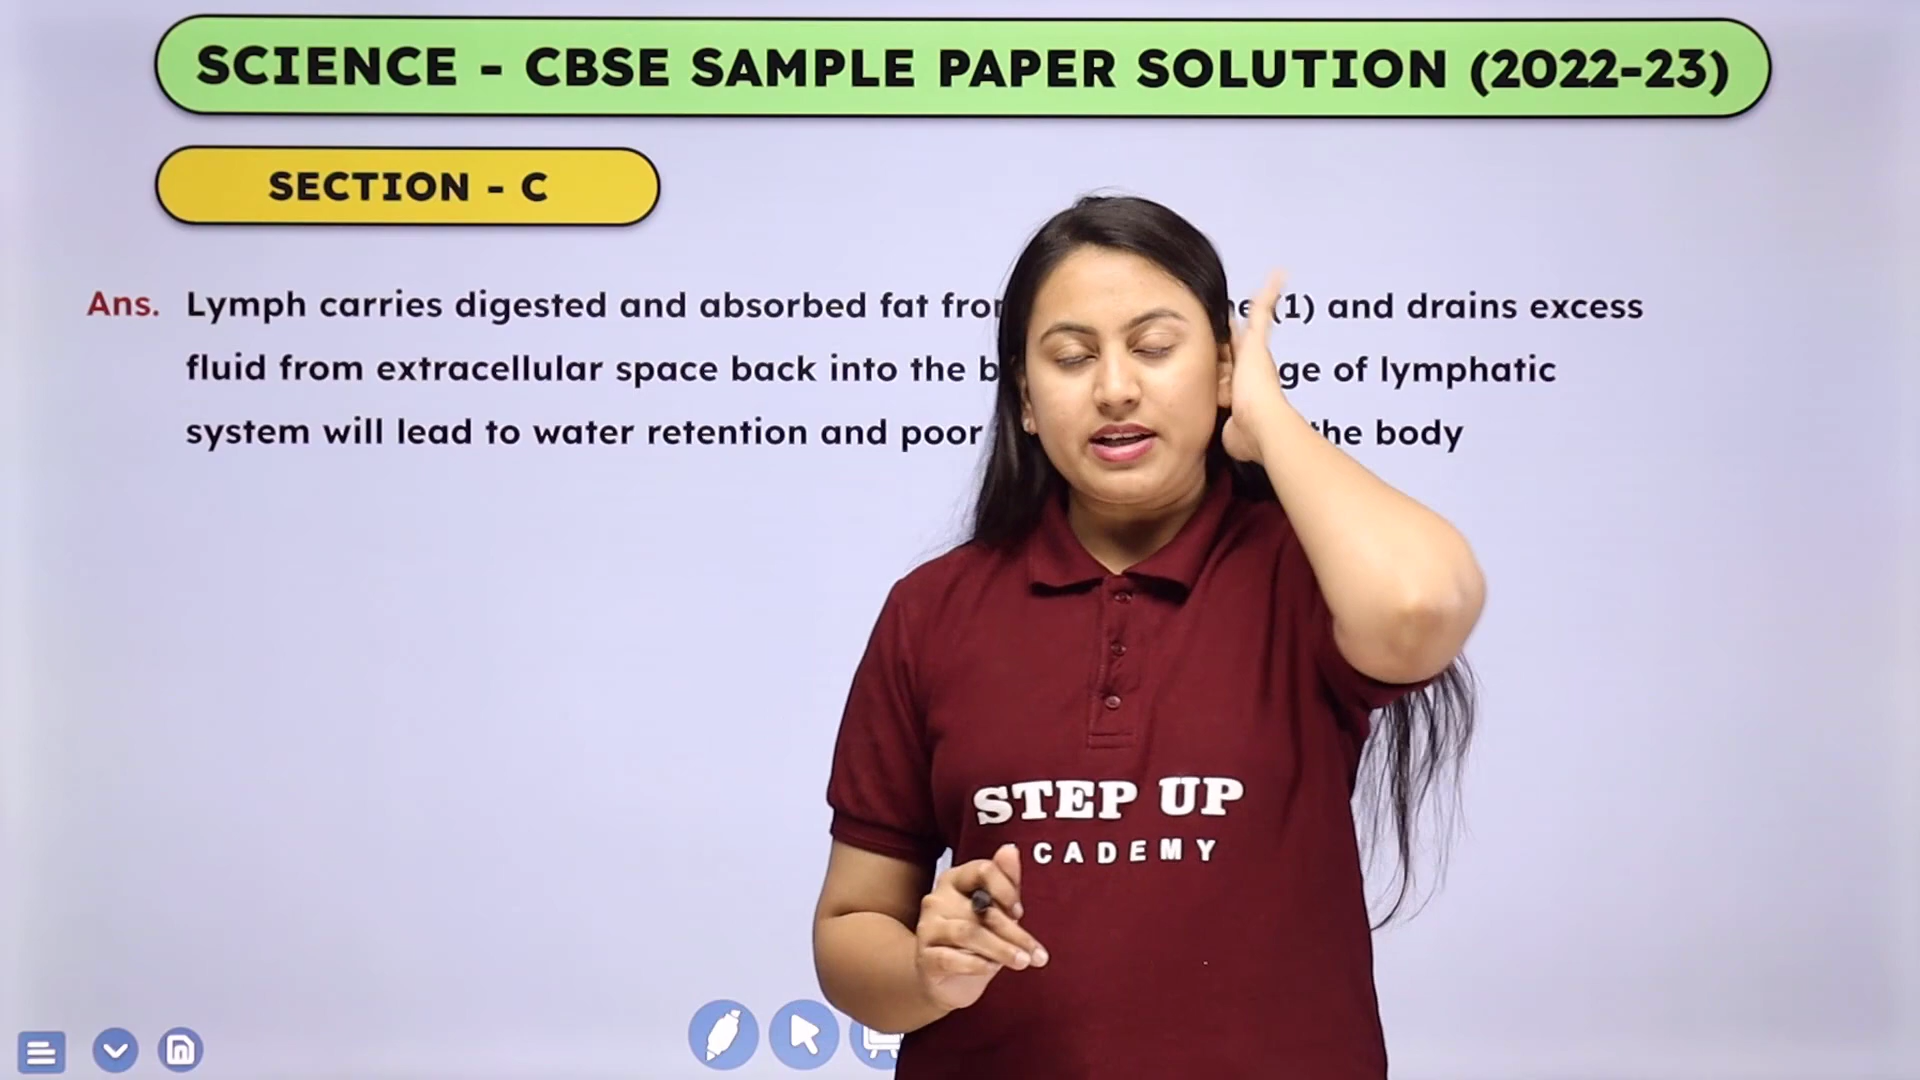 SCIENCE - CBSE SAMPLE PAPER SOLUTION (2022-23)
SECTION - C
Ans. Lymph carries digested and absorbed fat (1) and drains excess
fluid from extracellular space back into the of lymphatic
system will lead to water retention and poor the body
STEP UP
CADEMY